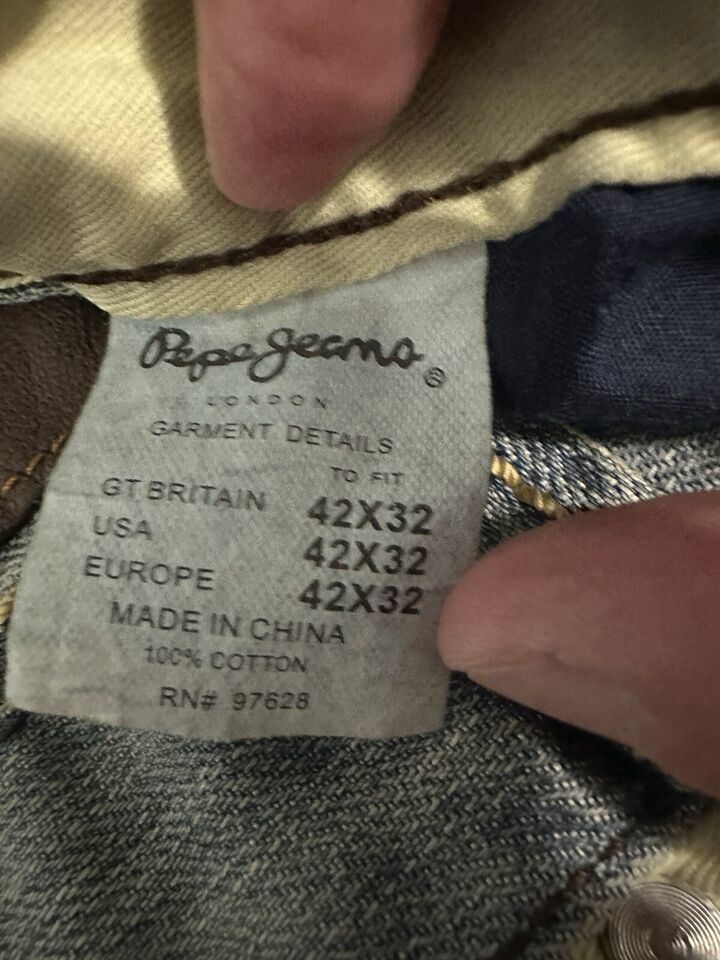 Pepe Jeans ®
LONDON
GARMENT DETAILS
TO FIT
GT BRITAIN 42X32
USA 42X32
EUROPE 42X32
MADE IN CHINA
100% COTTON
RN# 97628